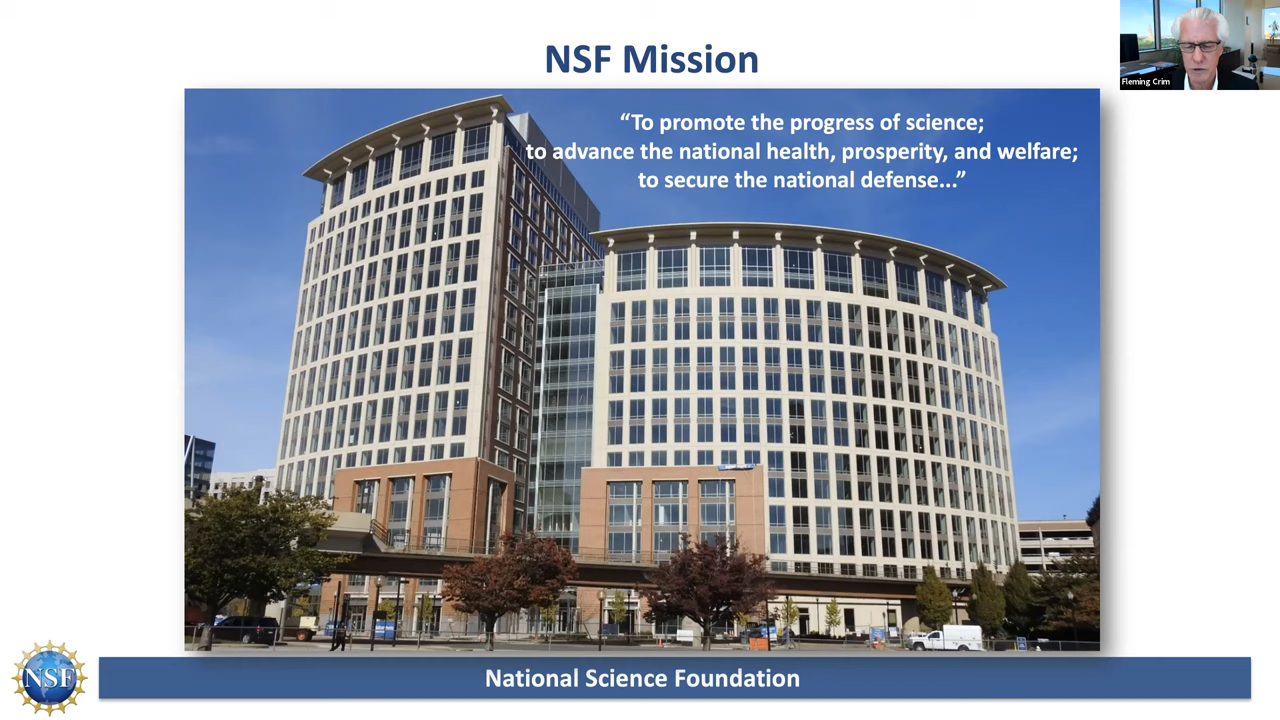 NSF Mission
Fleming Crim
“To promote the progress of science;
to advance the national health, prosperity, and welfare;
to secure the national defense...”
NSF
National Science Foundation